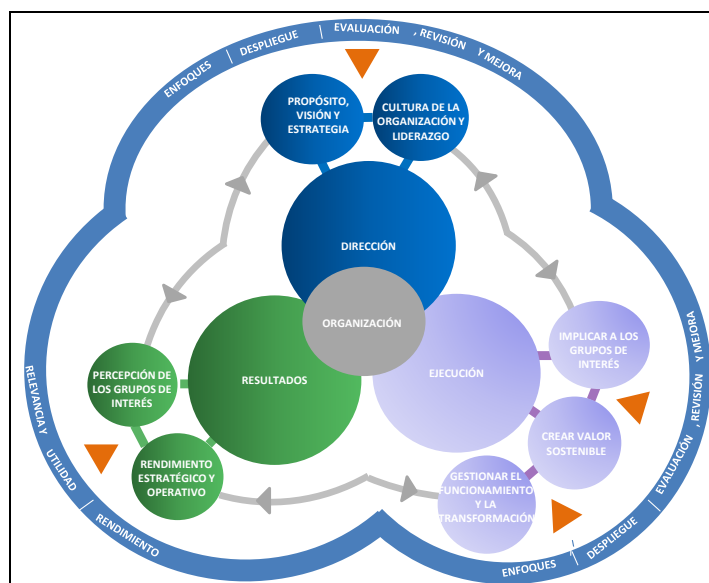 ENFOQUES | DESPLIEGUE | EVALUACIÓN , REVISIÓN Y MEJORA
PROPÓSITO,
VISIÓN Y
ESTRATEGIA
CULTURA DE LA
ORGANIZACIÓN Y
LIDERAZGO
DIRECCIÓN
ORGANIZACIÓN
RESULTADOS
EJECUCIÓN
IMPLICAR A LOS
GRUPOS DE
INTERÉS
PERCEPCIÓN DE
LOS GRUPOS DE
INTERÉS
CREAR VALOR
SOSTENIBLE
RENDIMIENTO
ESTRATÉGICO Y
OPERATIVO
GESTIONAR EL
FUNCIONAMIENTO
Y LA
TRANSFORMACIÓN
RELEVANCIA Y UTILIDAD / RENDIMIENTO
ENFOQUES | DESPLIEGUE | EVALUACIÓN , REVISIÓN Y MEJORA